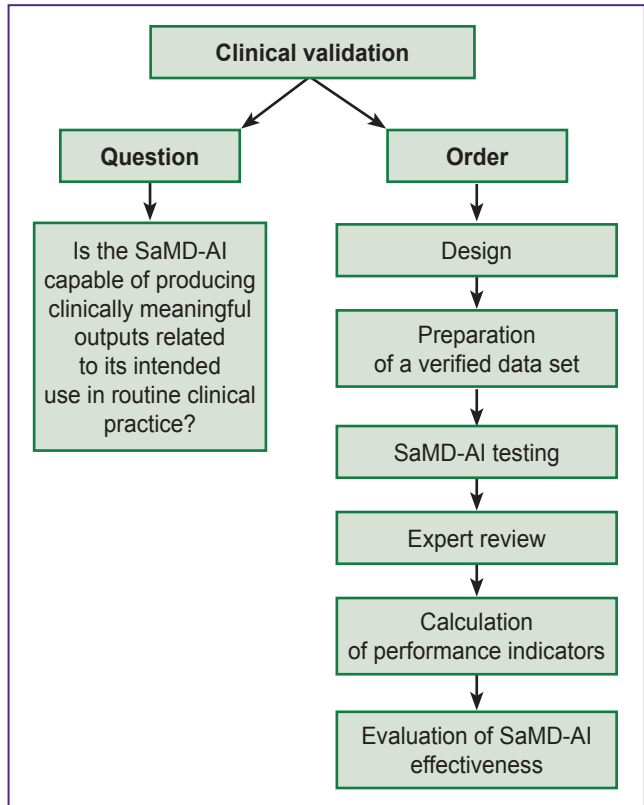 Clinical validation
Question
Order
Is the SaMD-AI
capable of producing
clinically meaningful
outputs related
to its intended
use in routine clinical
practice?
Design
Preparation
of a verified data set
SaMD-AI testing
Expert review
Calculation
of performance indicators
Evaluation of SaMD-AI
effectiveness